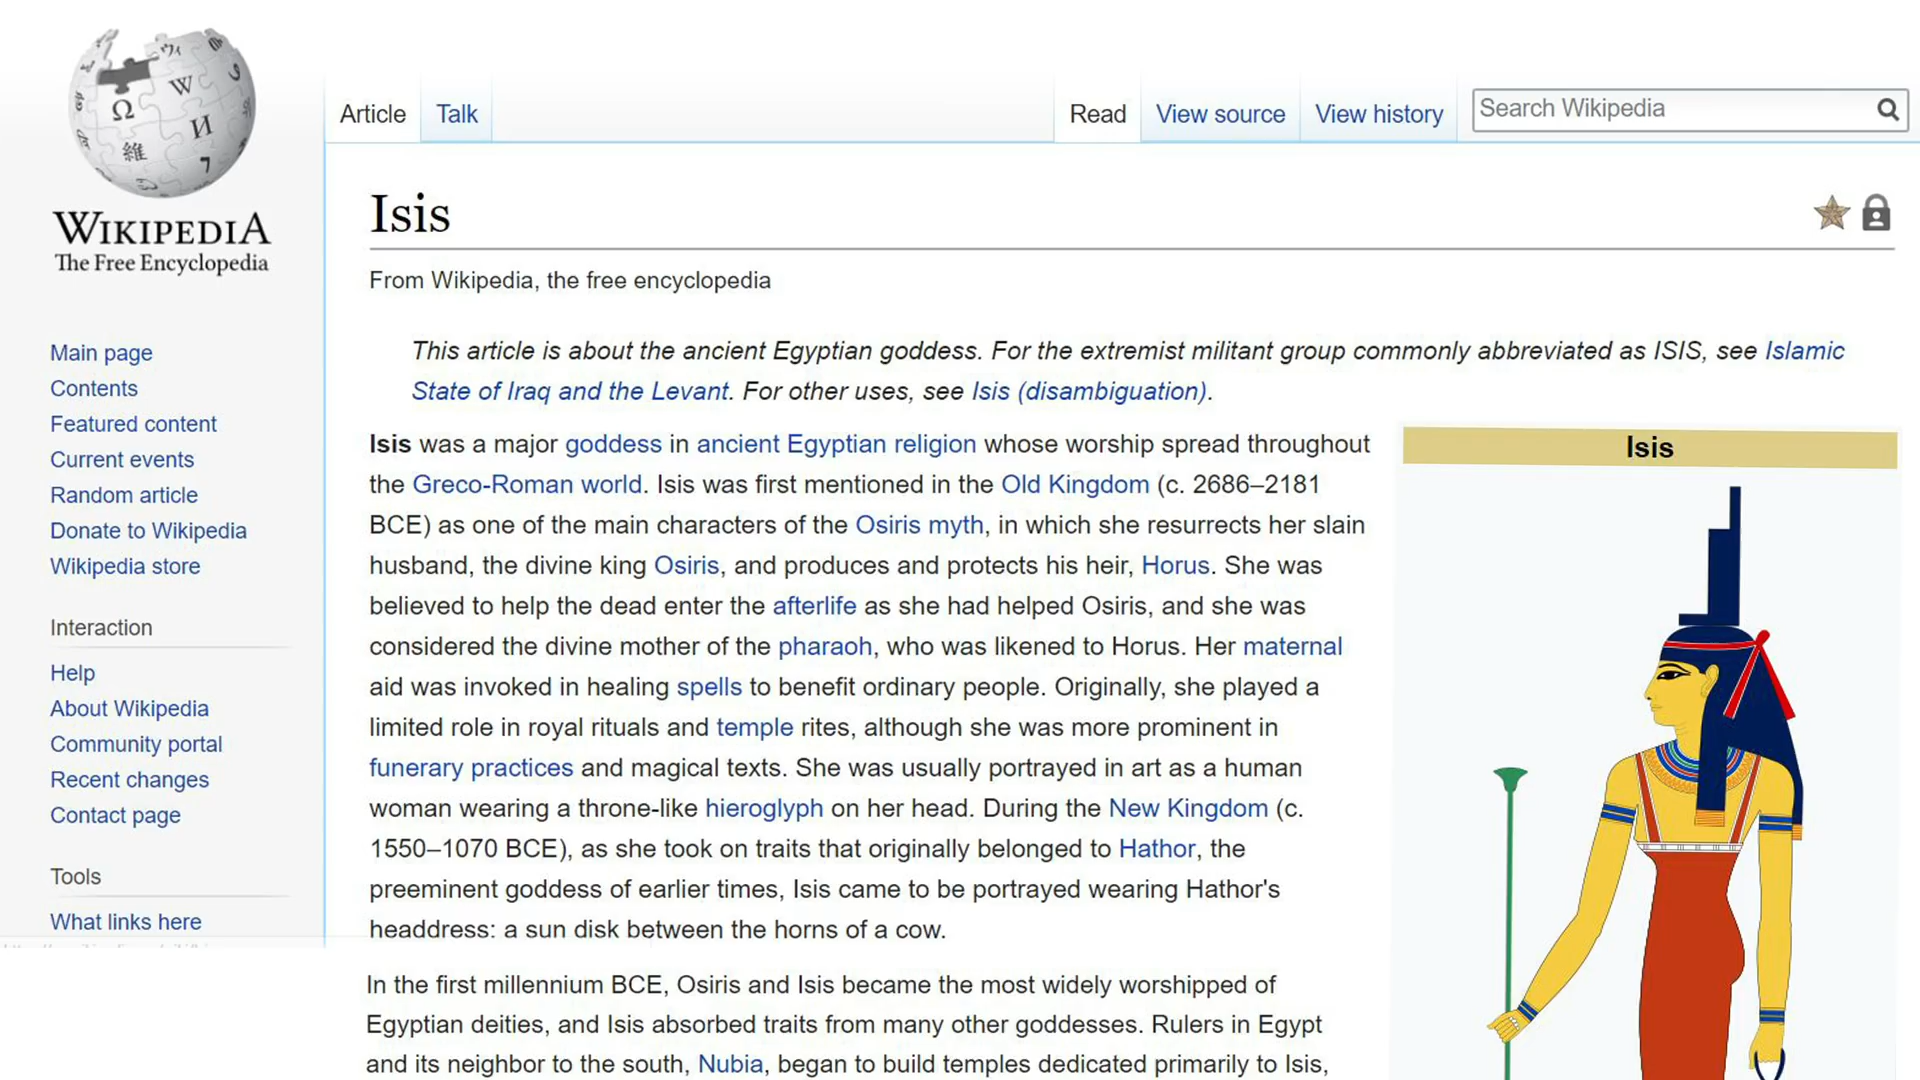 WIKIPEDIA
The Free Encyclopedia
Main page
Contents
Featured content
Current events
Random article
Donate to Wikipedia
Wikipedia store
Interaction
Help
About Wikipedia
Community portal
Recent changes
Contact page
Tools
What links here
Article Talk Read View source View history Search Wikipedia
Isis
From Wikipedia, the free encyclopedia
This article is about the ancient Egyptian goddess. For the extremist militant group commonly abbreviated as ISIS, see Islamic
State of Iraq and the Levant. For other uses, see Isis (disambiguation).
Isis was a major goddess in ancient Egyptian religion whose worship spread throughout
the Greco-Roman world. Isis was first mentioned in the Old Kingdom (c. 2686–2181
BCE) as one of the main characters of the Osiris myth, in which she resurrects her slain
husband, the divine king Osiris, and produces and protects his heir, Horus. She was
believed to help the dead enter the afterlife as she had helped Osiris, and she was
considered the divine mother of the pharaoh, who was likened to Horus. Her maternal
aid was invoked in healing spells to benefit ordinary people. Originally, she played a
limited role in royal rituals and temple rites, although she was more prominent in
funerary practices and magical texts. She was usually portrayed in art as a human
woman wearing a throne-like hieroglyph on her head. During the New Kingdom (c.
1550–1070 BCE), as she took on traits that originally belonged to Hathor, the
preeminent goddess of earlier times, Isis came to be portrayed wearing Hathor's
headdress: a sun disk between the horns of a cow.
In the first millennium BCE, Osiris and Isis became the most widely worshipped of
Egyptian deities, and Isis absorbed traits from many other goddesses. Rulers in Egypt
and its neighbor to the south, Nubia, began to build temples dedicated primarily to Isis,
Isis